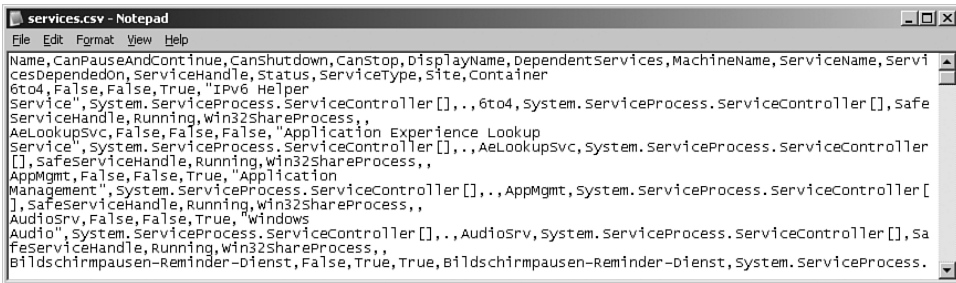 services.csv - Notepad
File Edit Format View Help
Name,CanPauseAndContinue,CanShutdown,CanStop,DisplayName,DependentServices,MachineName,ServiceName,Servi
cesDependedOn,ServiceHandle,Status,ServiceType,Site,Container
6to4,False,False,True,"IPv6 Helper
Service",System.ServiceProcess.ServiceController[],.,6to4,System.ServiceProcess.ServiceController[],Safe
ServiceHandle,Running,Win32ShareProcess,,
AeLookupSvc,False,False,False,"Application Experience Lookup
Service",System.ServiceProcess.ServiceController[],.,AeLookupSvc,System.ServiceProcess.ServiceController
[],SafeServiceHandle,Running,Win32ShareProcess,,
AppMgmt,False,False,True,"Application
Management",System.ServiceProcess.ServiceController[],.,AppMgmt,System.ServiceProcess.ServiceController[
],SafeServiceHandle,Running,Win32ShareProcess,,
AudioSrv,False,False,True,"Windows
Audio",System.ServiceProcess.ServiceController[],.,AudioSrv,System.ServiceProcess.ServiceController[],Sa
feServiceHandle,Running,Win32ShareProcess,,
Bildschirmpausen-Reminder-Dienst,False,True,True,Bildschirmpausen-Reminder-Dienst,System.ServiceProcess.